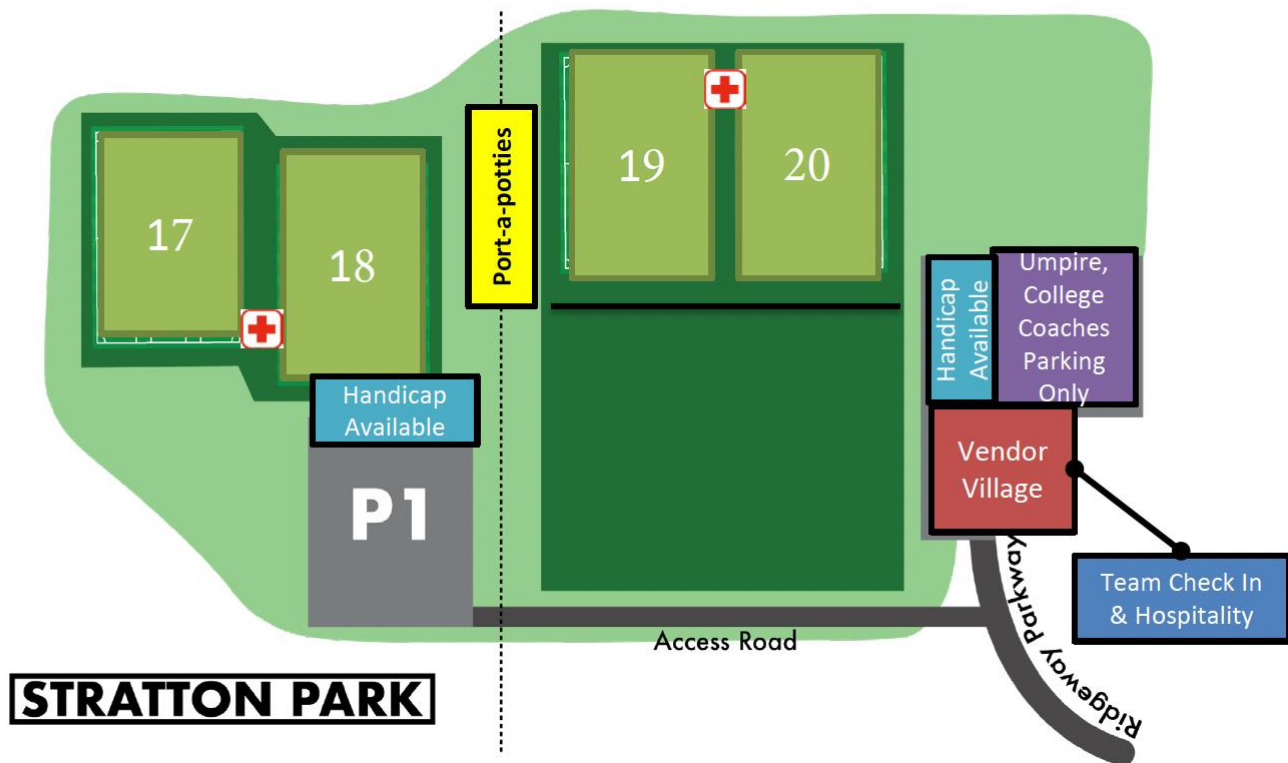 17
18
Port-a-potties
19
20
Handicap
Available
Umpire,
College
Coaches
Parking
Only
Handicap
Available
P1
Vendor
Village
Team Check In
& Hospitality
Access Road
Ridgeway Parkway
STRATTON PARK